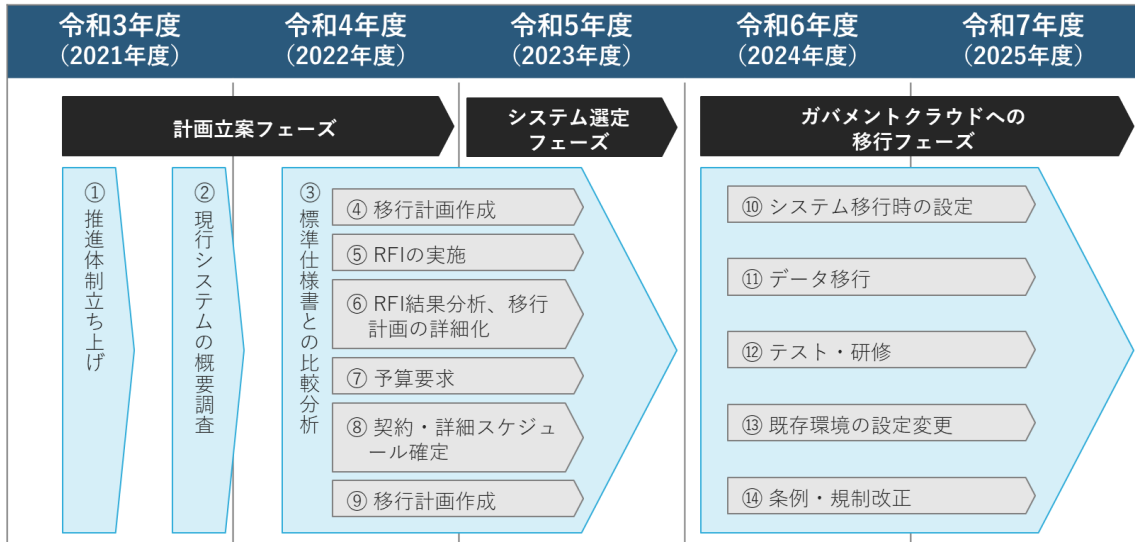 令和3年度
(2021年度)
令和4年度
(2022年度)
令和5年度
(2023年度)
令和6年度
(2024年度)
令和7年度
(2025年度)
計画立案フェーズ
システム選定
フェーズ
ガバメントクラウドへの
移行フェーズ
① 推進体制立ち上げ
② 現行システムの概要調査
③ 標準仕様書との比較分析
④ 移行計画作成
⑤ RFIの実施
⑥ RFI結果分析、移行
計画の詳細化
⑦ 予算要求
⑧ 契約・詳細スケジュ
ール確定
⑨ 移行計画作成
⑩ システム移行時の設定
⑪ データ移行
⑫ テスト・研修
⑬ 既存環境の設定変更
⑭ 条例・規制改正